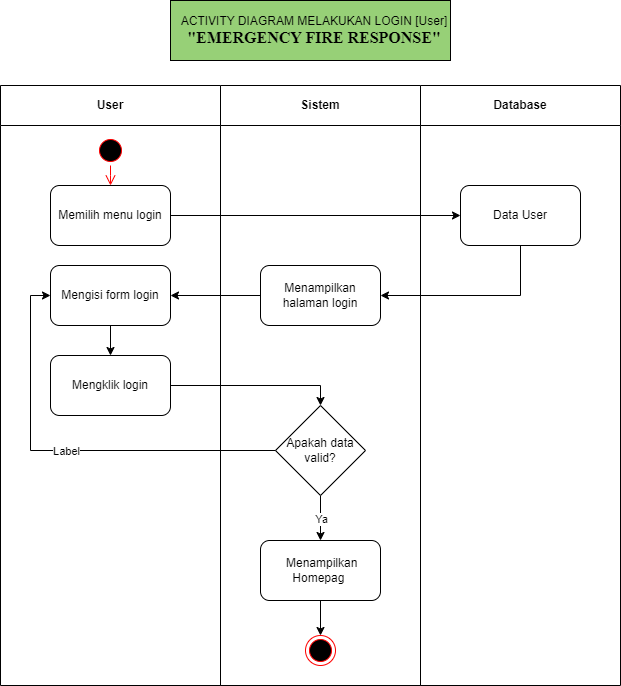 ACTIVITY DIAGRAM MELAKUKAN LOGIN [User]
"EMERGENCY FIRE RESPONSE"
User
Sistem
Database
Memilih menu login
Data User
Mengisi form login
Menampilkan
halaman login
Mengklik login
Apakah data
valid?
Label
Ya
Menampilkan
Homepag